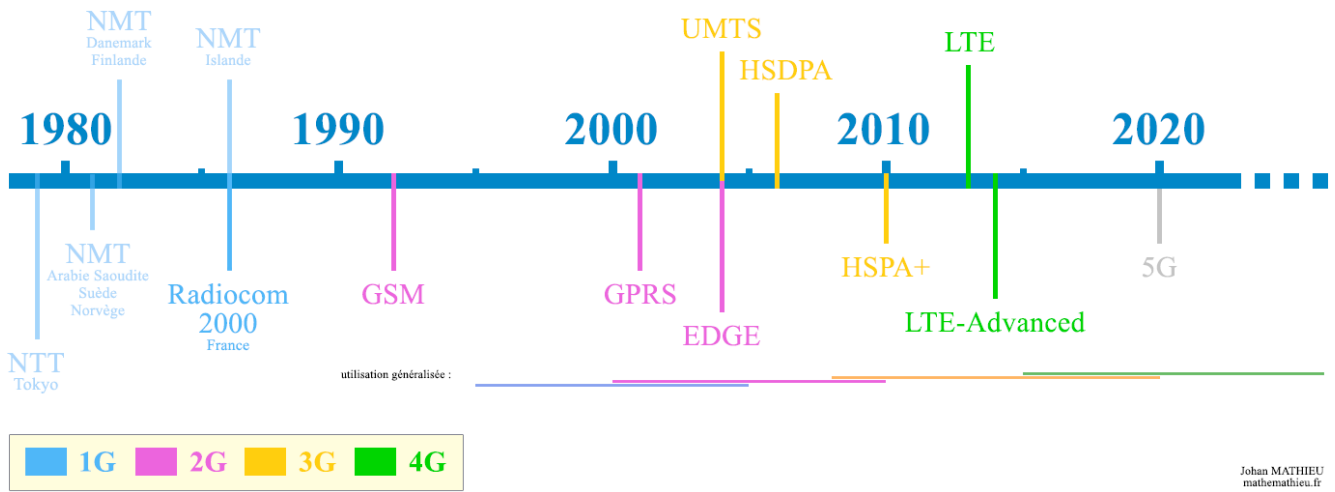 NMT
Danemark
Finlande
NMT
Islande
UMTS
HSDPA
LTE
1980
1990
2000
2010
2020
NMT
Arabie Saoudite
Suède
Norvège
Radiocom
2000
France
GSM
GPRS
EDGE
HSPA+
LTE-Advanced
5G
NTT
Tokyo
utilisation généralisée :
1G
2G
3G
4G
Johan MATHIEU
mathemathieu.fr